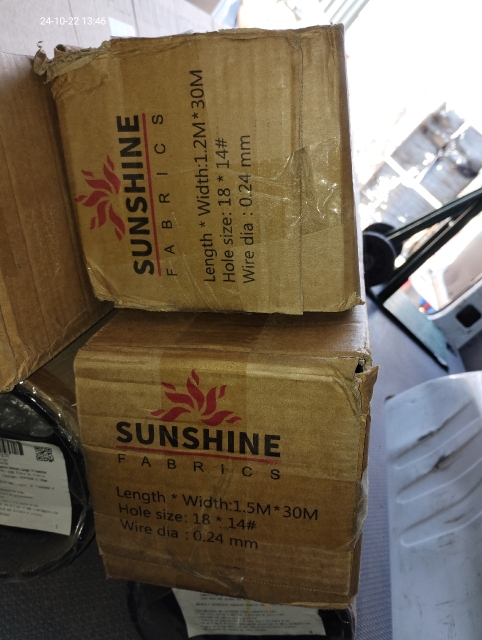 24-10-22 13:46
SUNSHINE
FABRICS
Length * Width:1.2M*30M
Hole size: 18 * 14#
Wire dia : 0.24 mm
SUNSHINE
FABRICS
Length * Width:1.5M*30M
Hole size: 18 * 14#
Wire dia : 0.24 mm